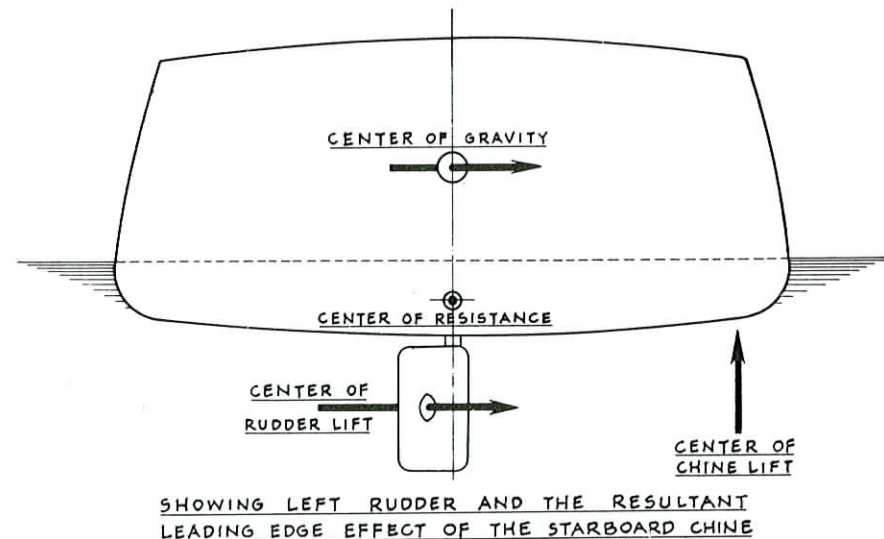 CENTER OF GRAVITY
CENTER OF RESISTANCE
CENTER OF
RUDDER LIFT
CENTER OF
CHINE LIFT
SHOWING LEFT RUDDER AND THE RESULTANT
LEADING EDGE EFFECT OF THE STARBOARD CHINE